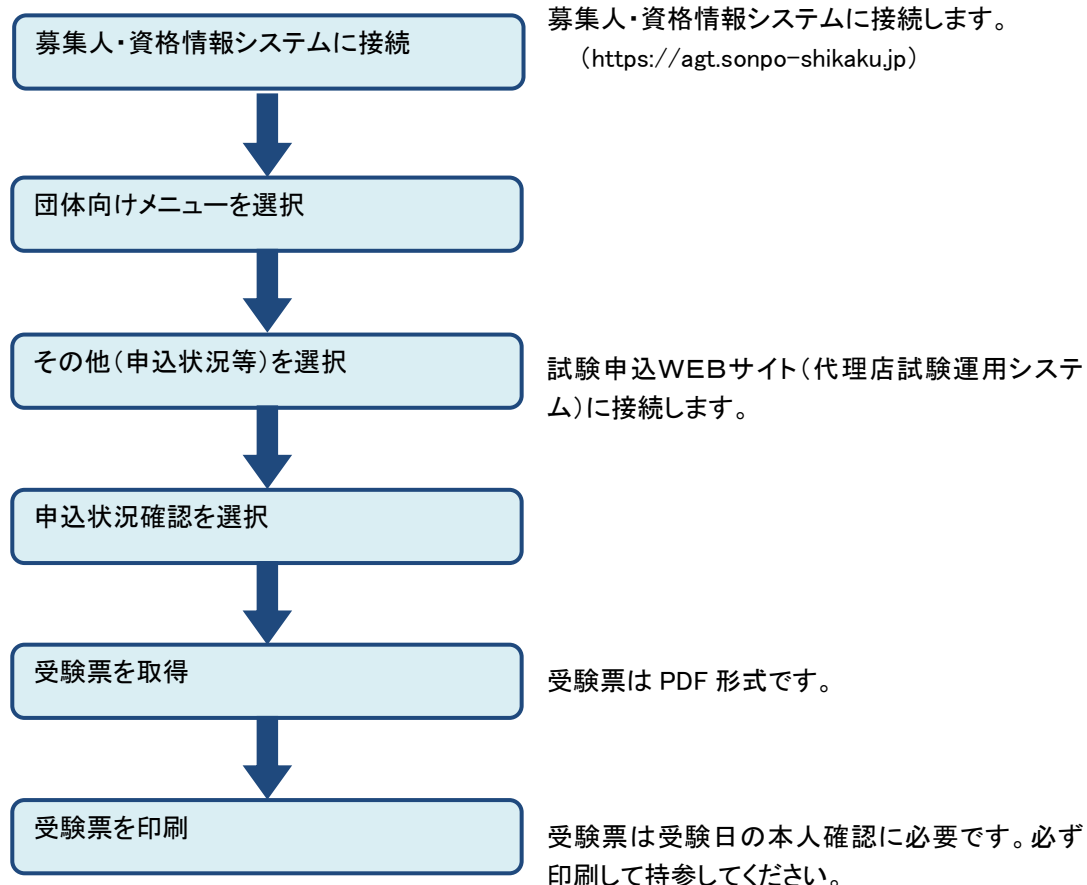 募集人・資格情報システムに接続
募集人・資格情報システムに接続します。
（https://agt.sonpo-shikaku.jp）
団体向けメニューを選択
その他（申込状況等）を選択
試験申込ＷＥＢサイト（代理店試験運用システ
ム）に接続します。
申込状況確認を選択
受験票を取得
受験票は PDF 形式です。
受験票を印刷
受験票は受験日の本人確認に必要です。必ず
印刷して持参してください。